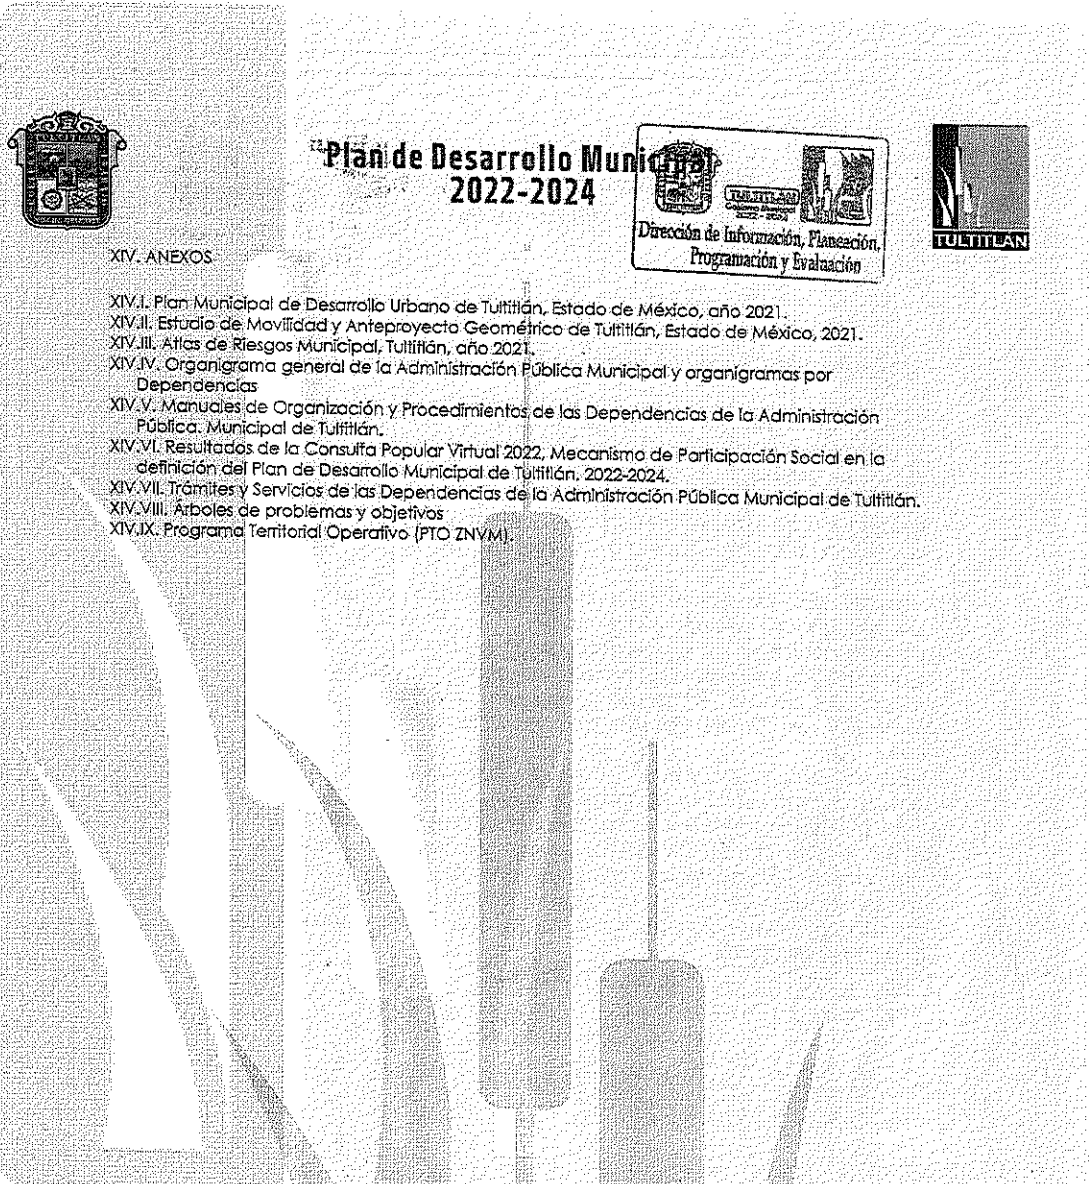 Plan de Desarrollo Municipal
2022-2024
TULTITLAN
Gobierno Municipal
2022 - 2024
Dirección de Información, Planeación,
Programación y Evaluación
TULTITLAN
XIV. ANEXOS
XIV.I. Plan Municipal de Desarrollo Urbano de Tultitlán, Estado de México, año 2021.
XIV.II. Estudio de Movilidad y Anteproyecto Geométrico de Tultitlán, Estado de México, 2021.
XIV.III. Atlas de Riesgos Municipal, Tultitlán, año 2021.
XIV.IV. Organigrama general de la Administración Pública Municipal y organigramas por
Dependencias
XIV.V. Manuales de Organización y Procedimientos de las Dependencias de la Administración
Pública. Municipal de Tultitlán.
XIV.VI. Resultados de la Consulta Popular Virtual 2022, Mecanismo de Participación Social en la
definición del Plan de Desarrollo Municipal de Tultitlán, 2022-2024.
XIV.VII. Trámites y Servicios de las Dependencias de la Administración Pública Municipal de Tultitlán.
XIV.VIII. Árboles de problemas y objetivos
XIV.IX. Programa Territorial Operativo (PTO ZNVM).